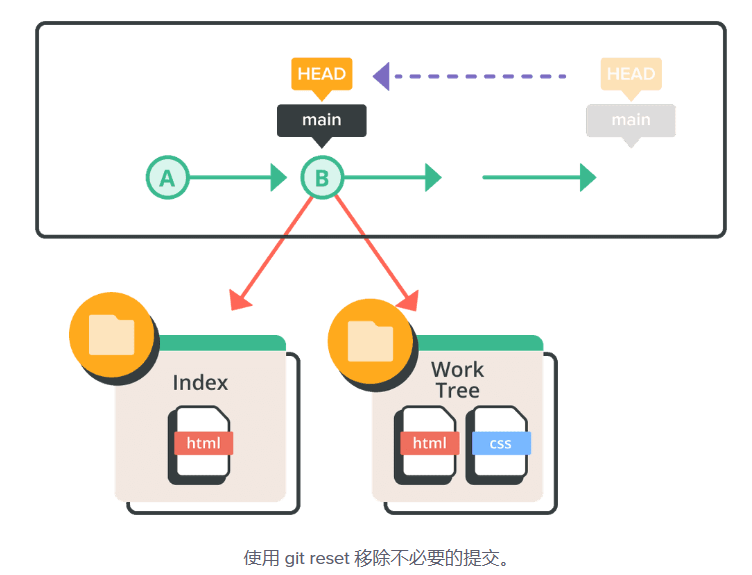 HEAD
HEAD
main
main
A
B
Index
Work
Tree
html
html
css
使用 git reset 移除不必要的提交。